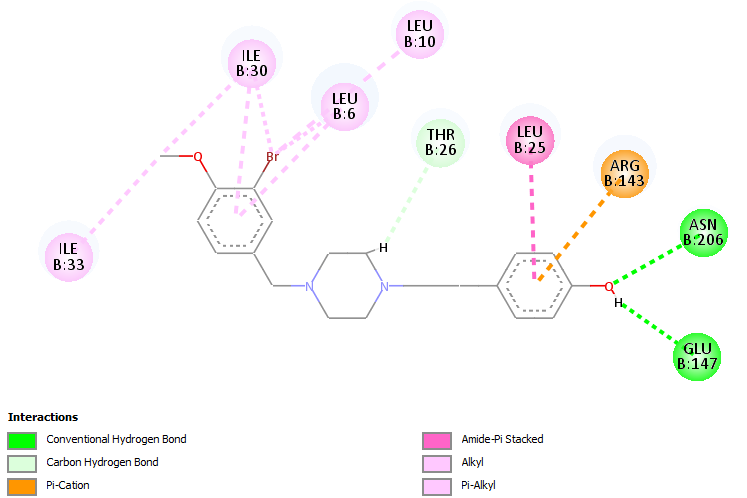 LEU
B:10
ILE
B:30
LEU
B:6
THR
B:26
LEU
B:25
ARG
B:143
Br
O
H
ASN
B:206
ILE
B:33
N
N
O
H
GLU
B:147
Interactions
Conventional Hydrogen Bond
Carbon Hydrogen Bond
Pi-Cation
Amide-Pi Stacked
Alkyl
Pi-Alkyl